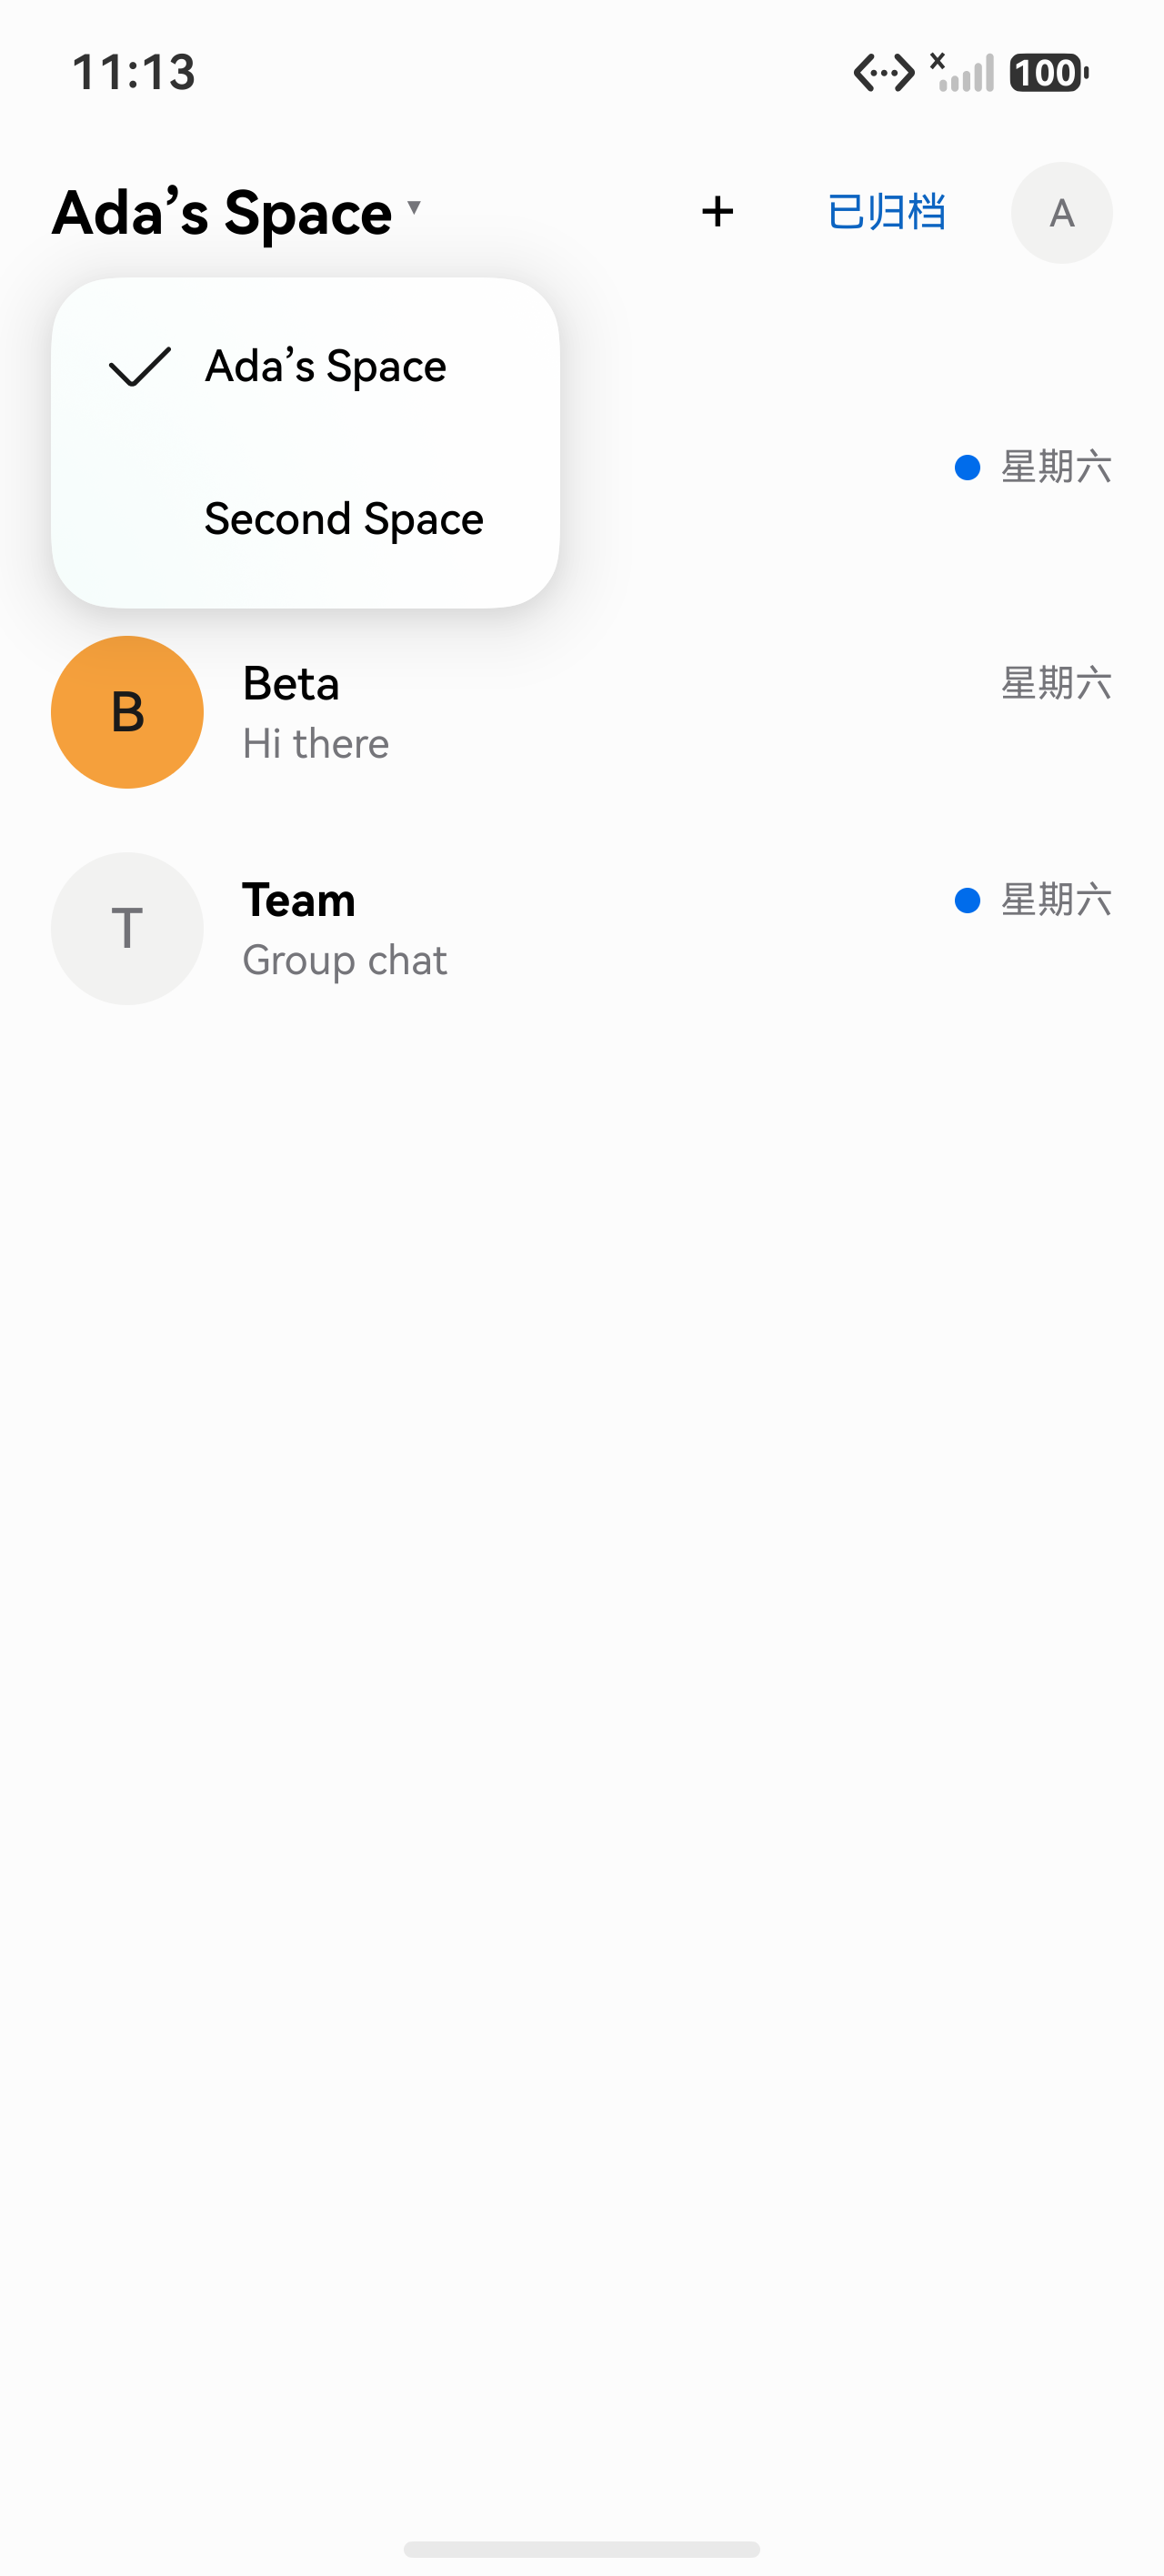 11:13
100
Ada’s Space ▾
+ 已归档 A
Ada’s Space
星期六
Second Space
B
Beta
星期六
Hi there
T
Team
星期六
Group chat